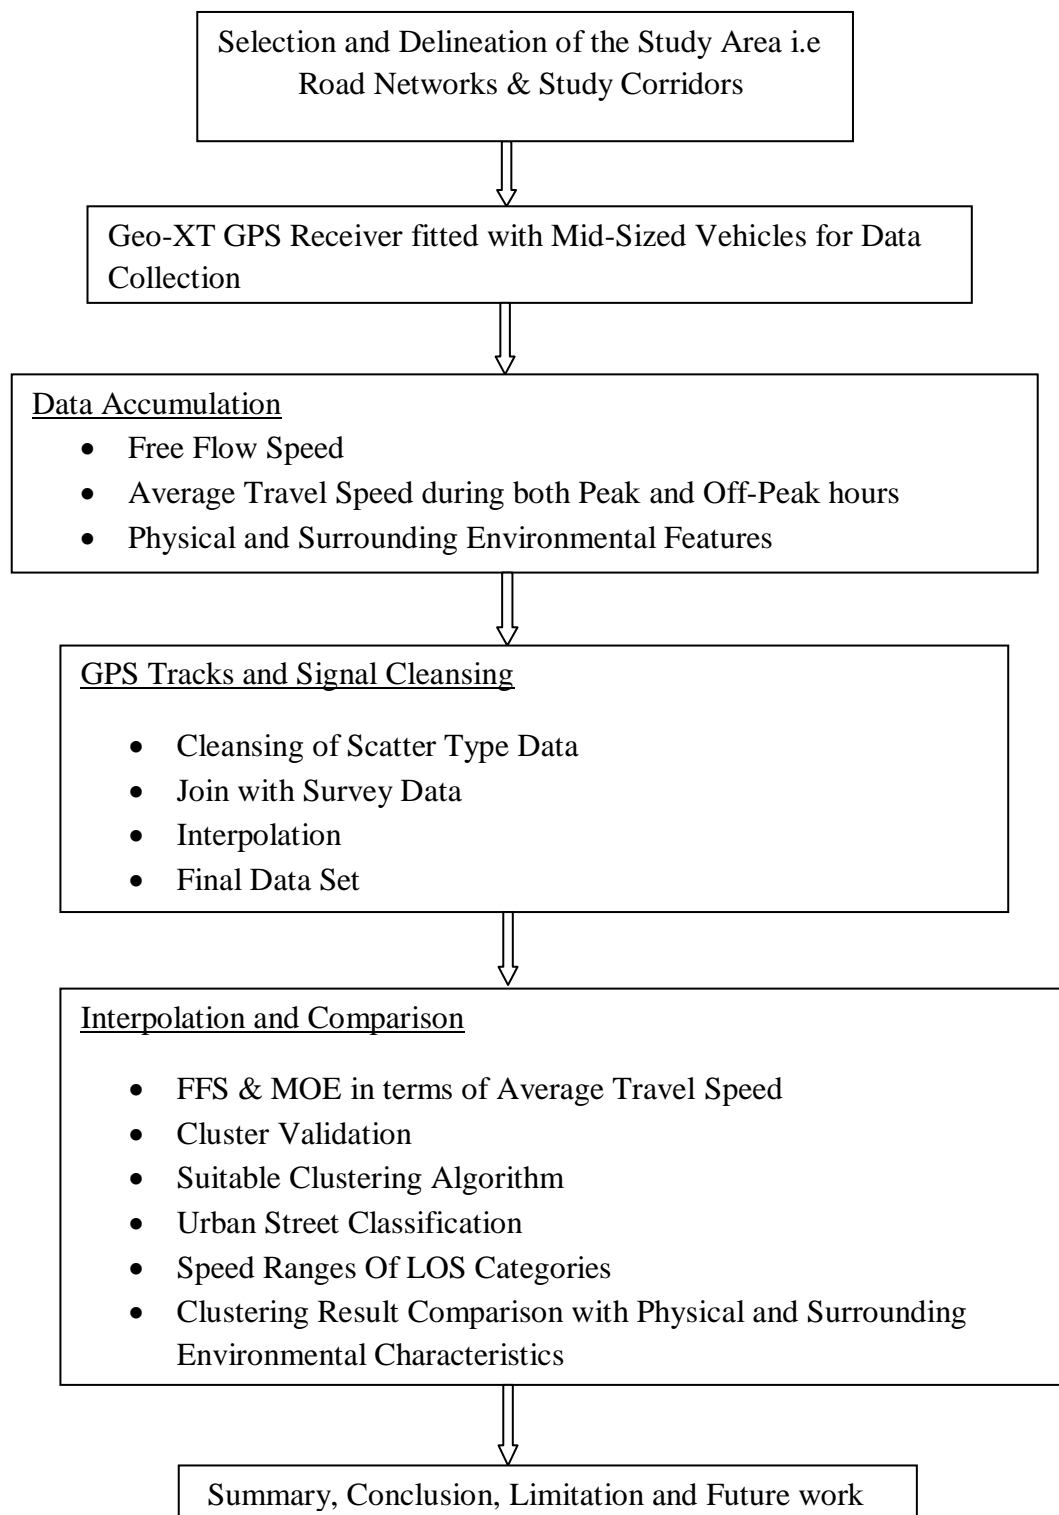 Selection and Delineation of the Study Area i.e
Road Networks & Study Corridors
Geo-XT GPS Receiver fitted with Mid-Sized Vehicles for Data
Collection
Data Accumulation
• Free Flow Speed
• Average Travel Speed during both Peak and Off-Peak hours
• Physical and Surrounding Environmental Features
GPS Tracks and Signal Cleansing
• Cleansing of Scatter Type Data
• Join with Survey Data
• Interpolation
• Final Data Set
Interpolation and Comparison
• FFS & MOE in terms of Average Travel Speed
• Cluster Validation
• Suitable Clustering Algorithm
• Urban Street Classification
• Speed Ranges Of LOS Categories
• Clustering Result Comparison with Physical and Surrounding
Environmental Characteristics
Summary, Conclusion, Limitation and Future work